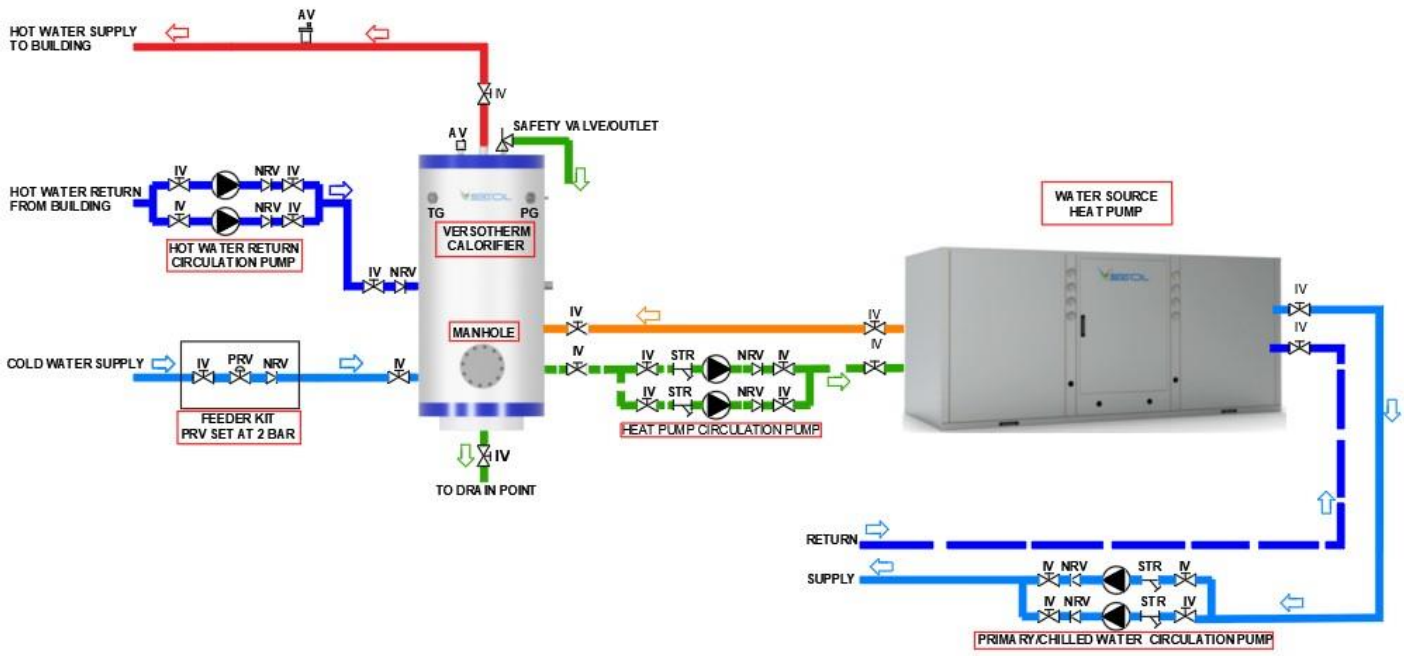 AV
HOT WATER SUPPLY
TO BUILDING
IV
AV
SAFETY VALVE/OUTLET
IV
NRV
IV
HOT WATER RETURN
FROM BUILDING
IV
NRV
IV
HOT WATER RETURN
CIRCULATION PUMP
VEEOL
TG
PG
VERSOTHERM
CALORIFIER
WATER SOURCE
HEAT PUMP
VEEOL
IV
NRV
IV
IV
IV
IV
MANHOLE
COLD WATER SUPPLY
IV
PRV
NRV
IV
FEEDER KIT
PRV SET AT 2 BAR
IV
IV
STR
NRV
IV
IV
IV
STR
NRV
IV
HEAT PUMP CIRCULATION PUMP
IV
TO DRAIN POINT
RETURN
SUPPLY
IV
NRV
STR
IV
IV
NRV
STR
IV
PRIMARY/CHILLED WATER CIRCULATION PUMP